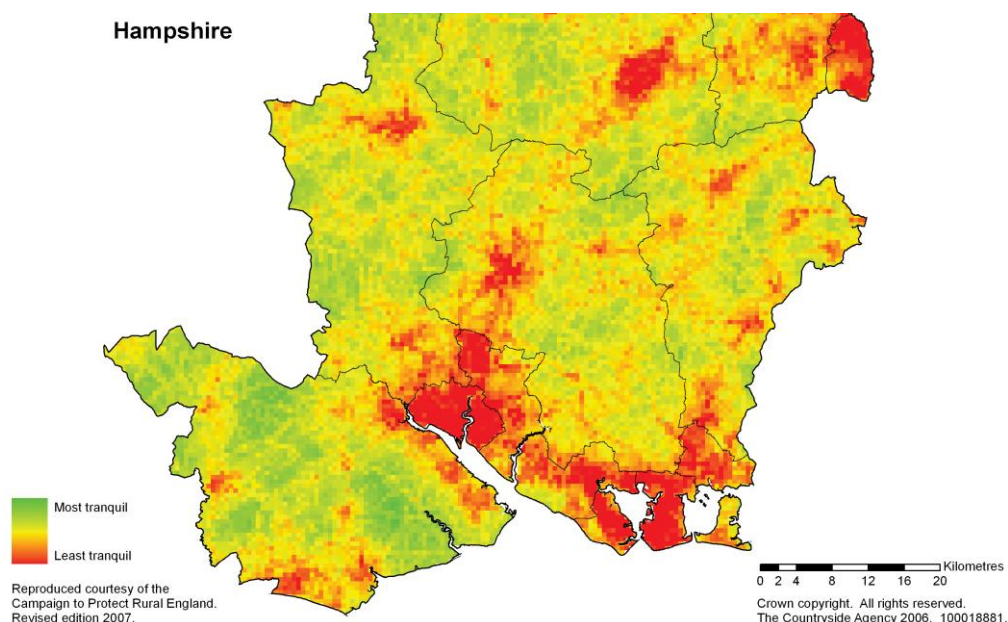 Hampshire
Most tranquil
Least tranquil
Reproduced courtesy of the
Campaign to Protect Rural England.
Revised edition 2007.
Kilometres
0 2 4 8 12 16 20
Crown copyright. All rights reserved.
The Countryside Agency 2006. 100018881.